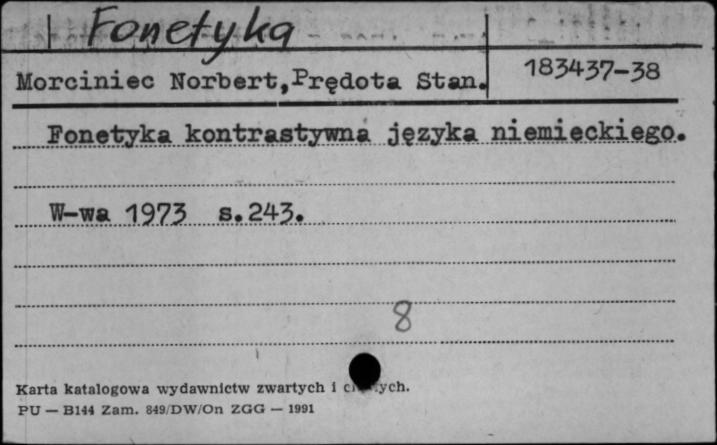 Fonetyka
Morciniec Norbert, Prędota Stan. 183437-38
Fonetyka kontrastywna języka niemieckiego.
W-wa 1973 s.243.
8
Karta katalogowa wydawnictw zwartych i
PU — B144 Zam. 849/DW/On ZGG — 1991